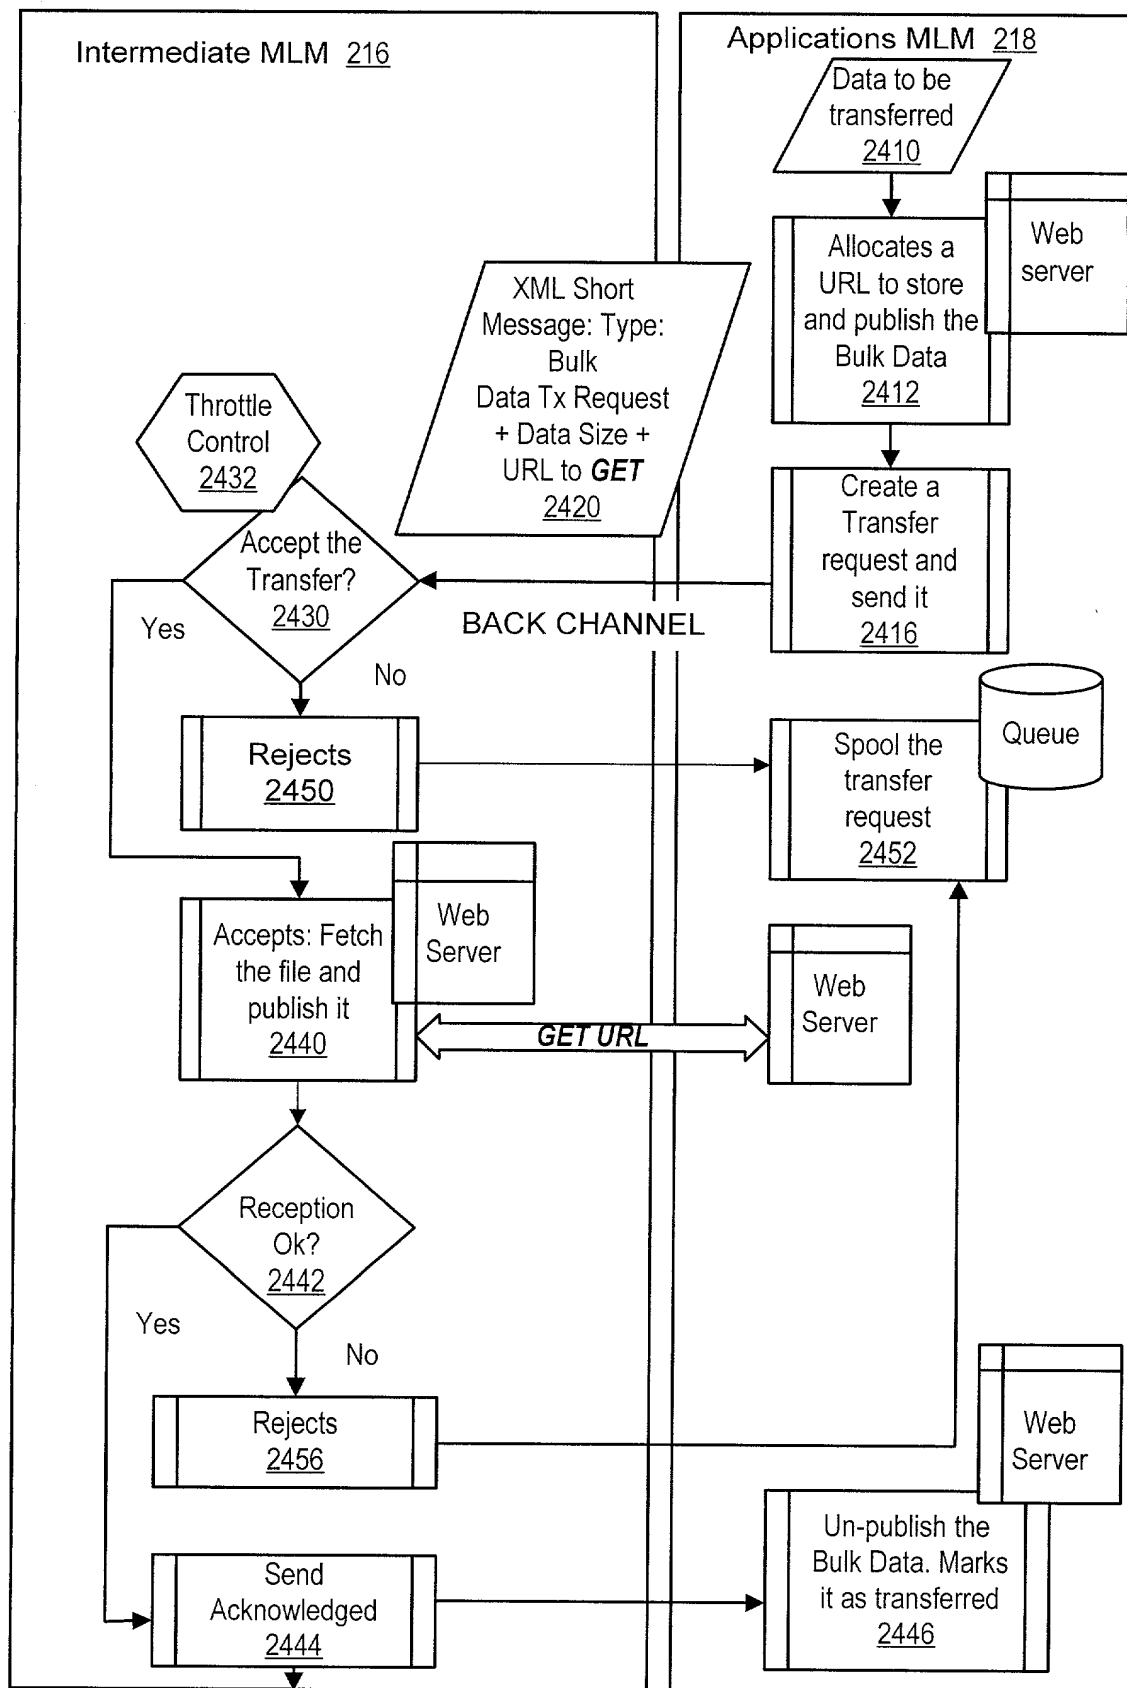 Intermediate MLM 216
Applications MLM 218
Data to be
transferred
2410
Allocates a
URL to store
and publish the
Bulk Data
2412
Web
server
XML Short
Message: Type:
Bulk
Data Tx Request
+ Data Size +
URL to GET
2420
Throttle
Control
2432
Create a
Transfer
request and
send it
2416
Accept the
Transfer?
2430
BACK CHANNEL
Yes
No
Rejects
2450
Spool the
transfer
request
2452
Queue
Web
Server
Accepts: Fetch
the file and
publish it
2440
GET URL
Web
Server
Reception
Ok?
2442
Yes
No
Rejects
2456
Web
Server
Un-publish the
Bulk Data. Marks
it as transferred
2446
Send
Acknowledged
2444